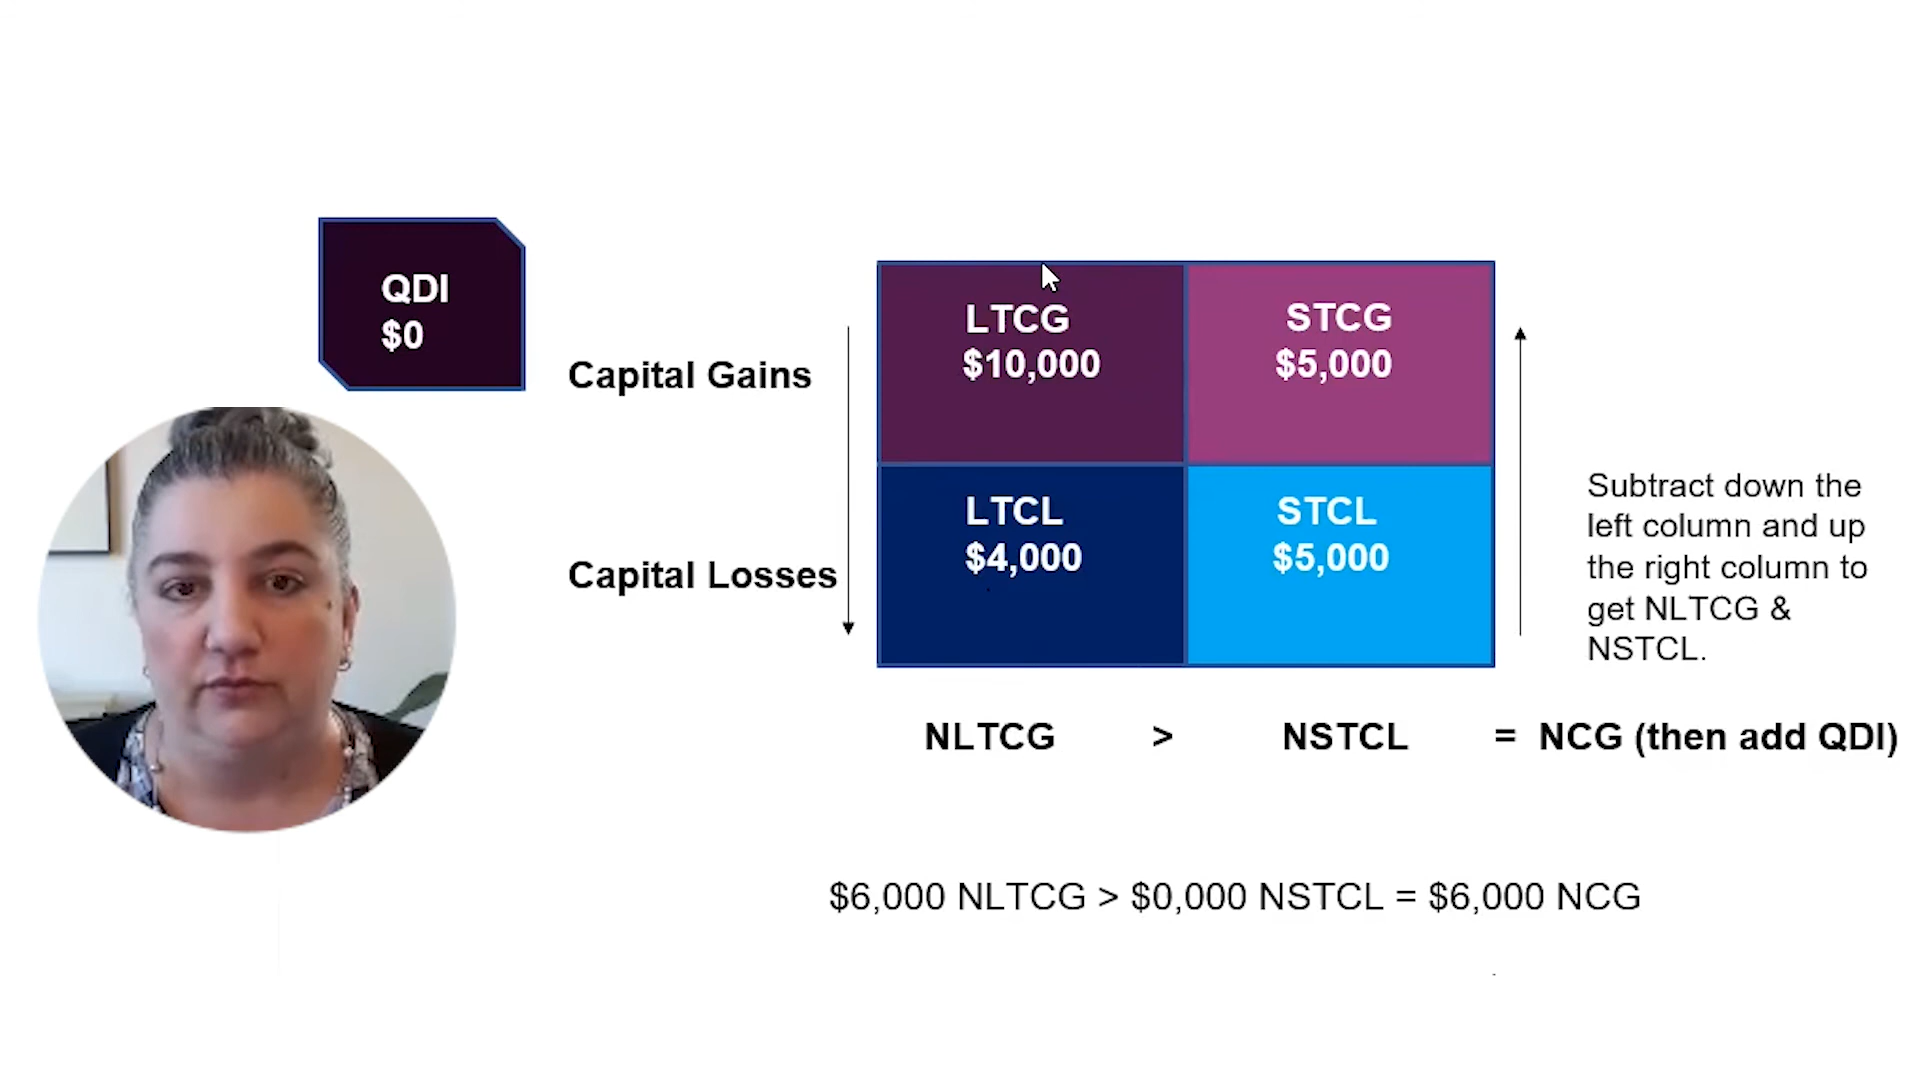 QDI
$0
Capital Gains
LTCG
$10,000
STCG
$5,000
Capital Losses
LTCL
$4,000
STCL
$5,000
Subtract down the
left column and up
the right column to
get NLTCG &
NSTCL.
NLTCG > NSTCL = NCG (then add QDI)
$6,000 NLTCG > $0,000 NSTCL = $6,000 NCG